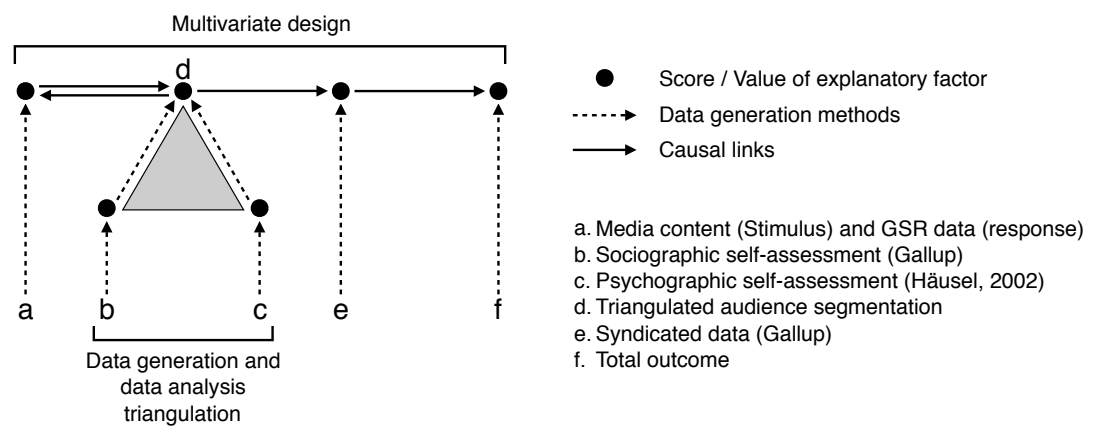 Multivariate design
d
a
b
c
e
f
Data generation and
data analysis
triangulation
Score / Value of explanatory factor
Data generation methods
Causal links
a. Media content (Stimulus) and GSR data (response)
b. Sociographic self-assessment (Gallup)
c. Psychographic self-assessment (Häusel, 2002)
d. Triangulated audience segmentation
e. Syndicated data (Gallup)
f. Total outcome